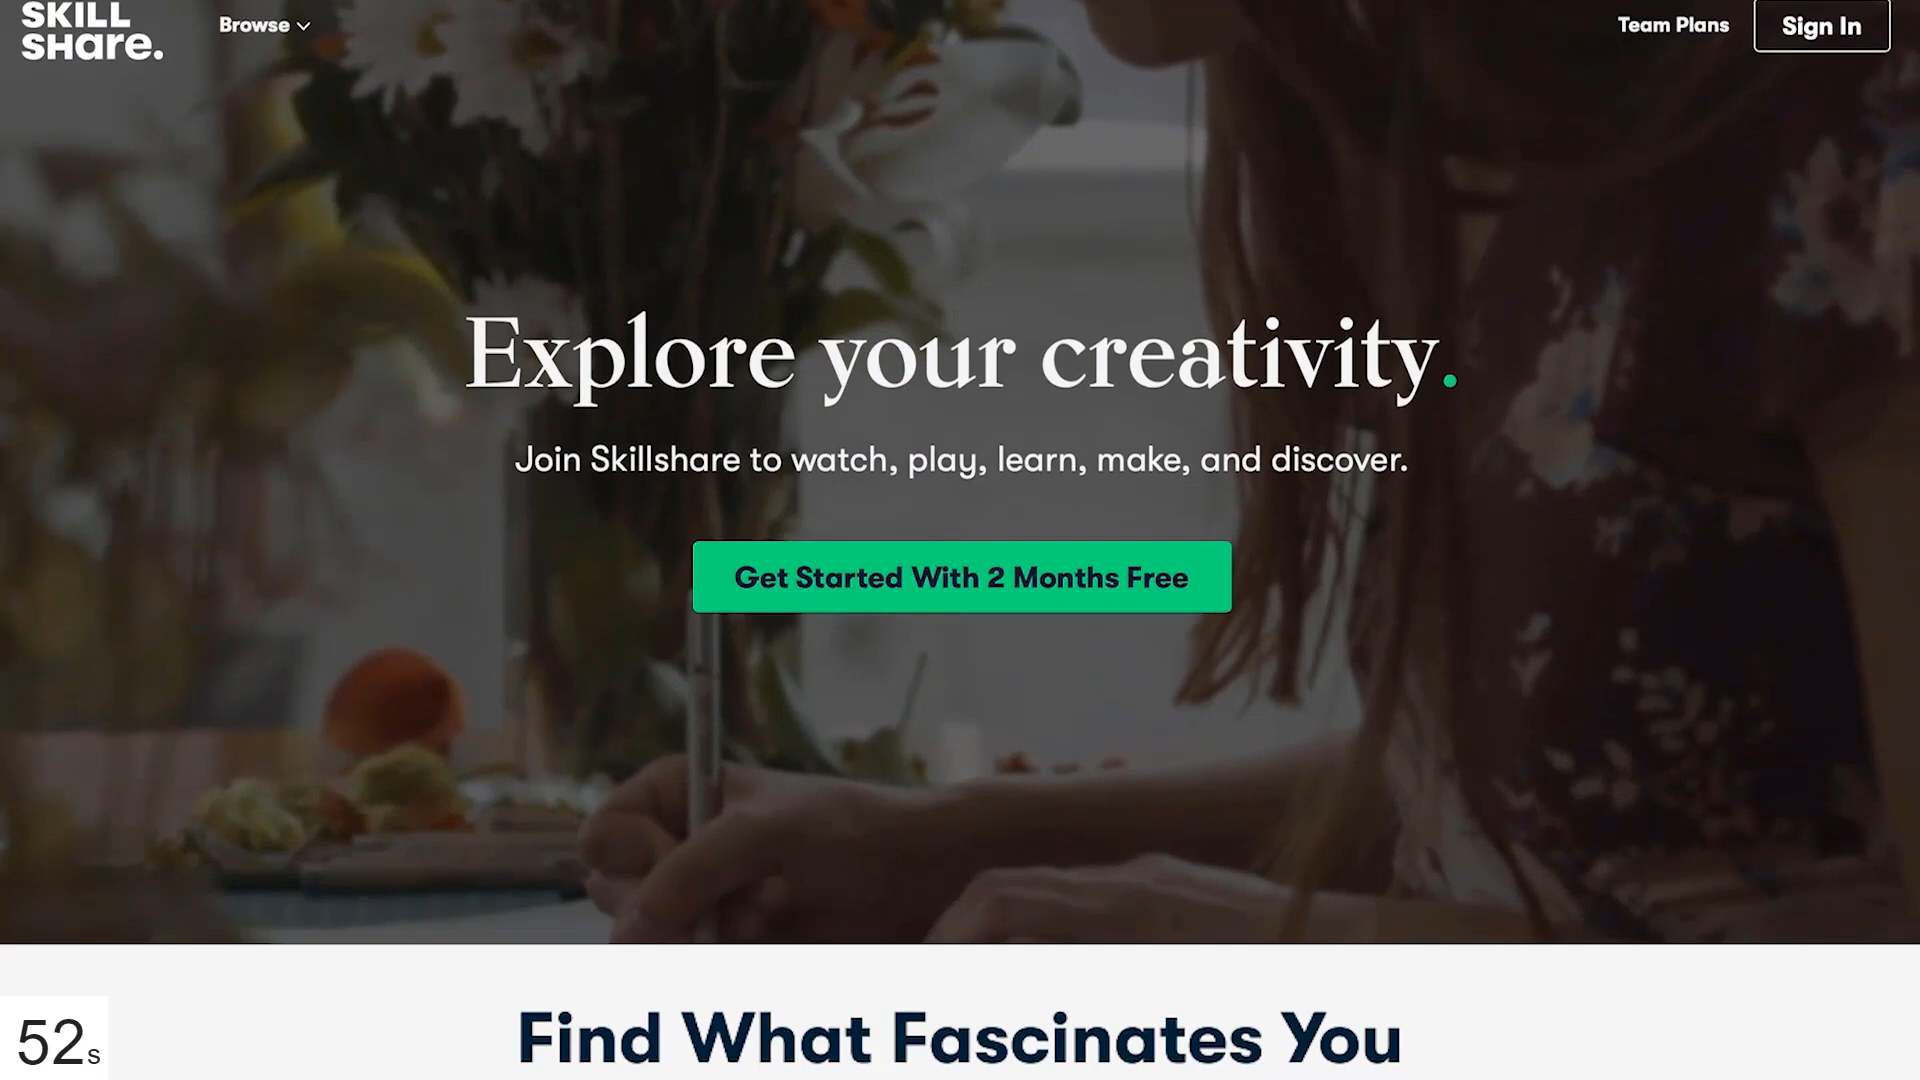 SKILL
SHare.
Browse
Team Plans
Sign In
Explore your creativity.
Join Skillshare to watch, play, learn, make, and discover.
Get Started With 2 Months Free
Find What Fascinates You
52s